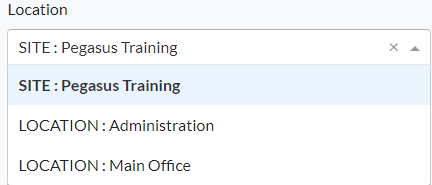 Location
SITE : Pegasus Training
SITE : Pegasus Training
LOCATION : Administration
LOCATION : Main Office